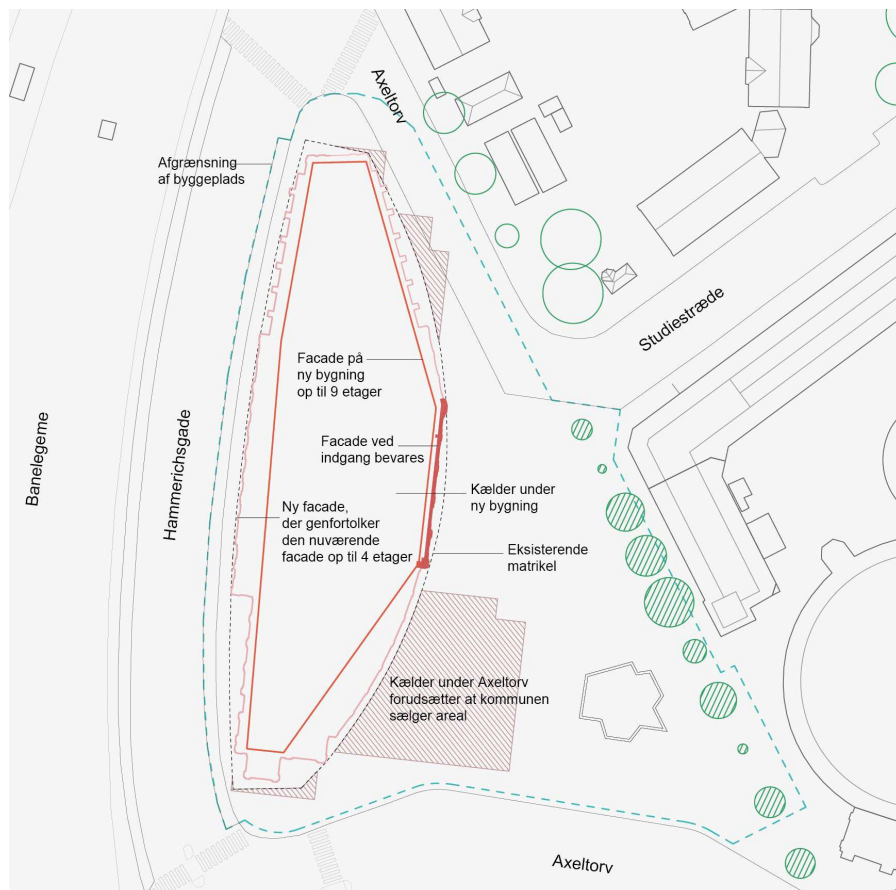 Axeltorv
Afgrænsning
af byggeplads
Studiestræde
Facade på
ny bygning
op til 9 etager
Facade ved
indgang bevares
Banelegeme
Hammerichsgade
Kælder under
ny bygning
Ny facade,
der genfortolker
den nuværende
facade op til 4 etager
Eksisterende
matrikel
Kælder under Axeltorv
forudsætter at kommunen
sælger areal
Axeltorv